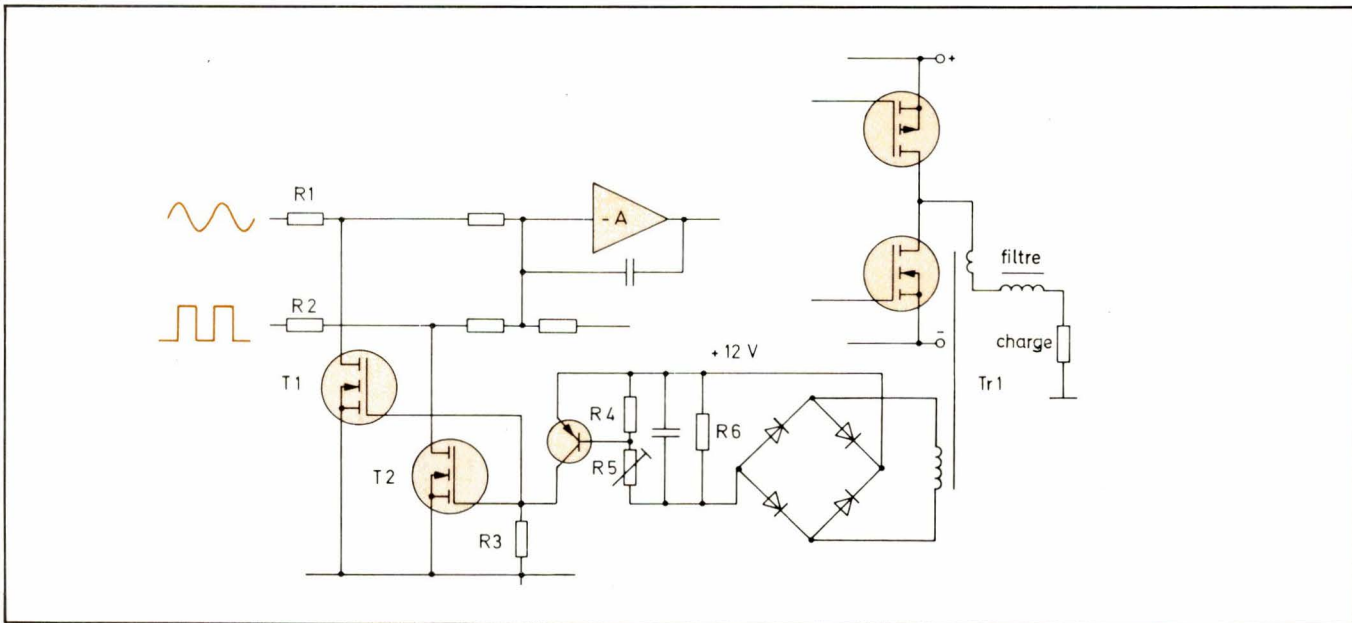 +
R1
- A
R2
filtre
-
+ 12 V
charge
T1
Tr1
R4
R6
R5
T2
R3